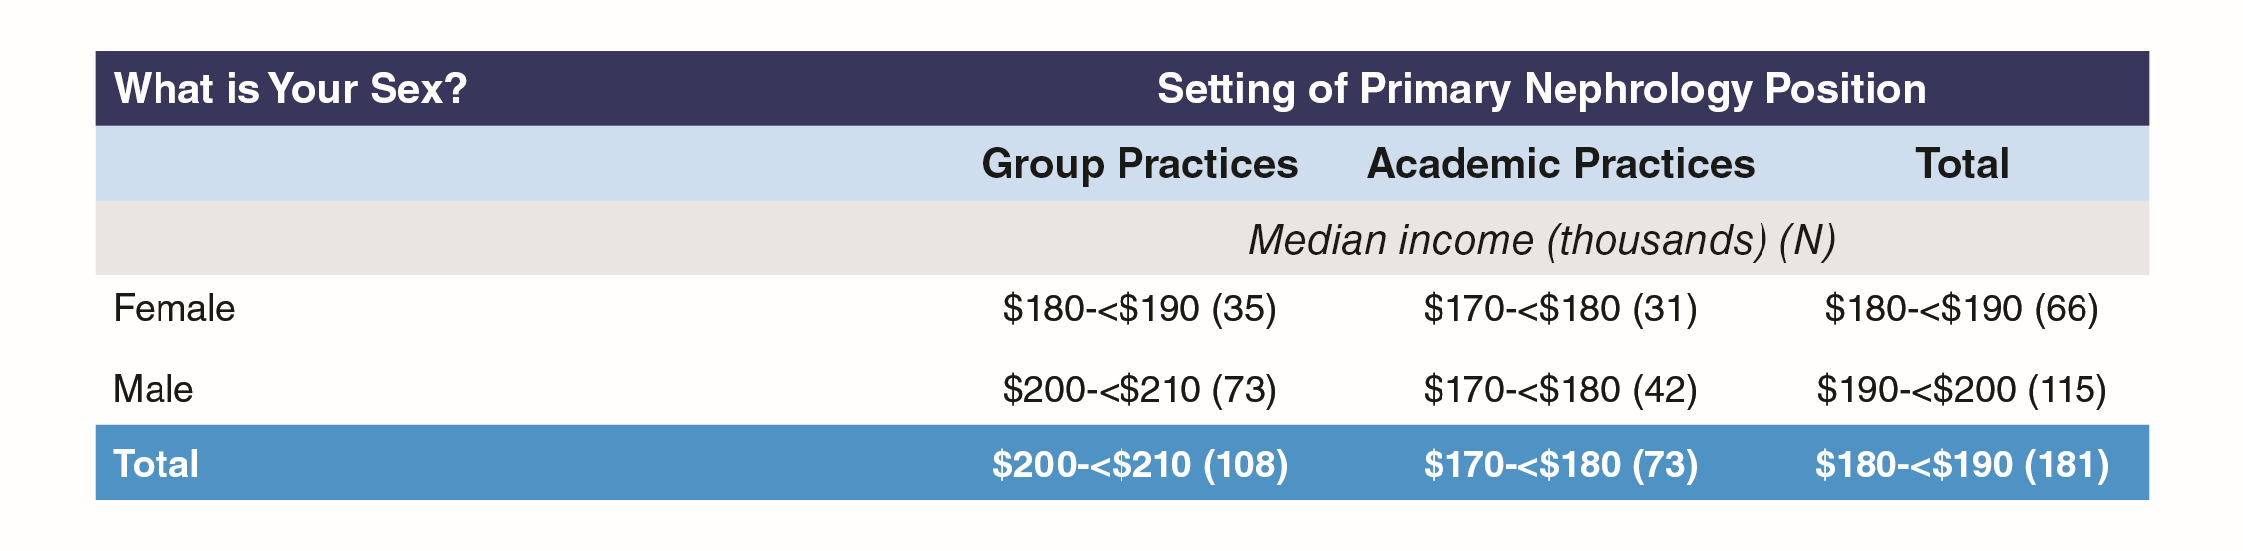 What is Your Sex? Setting of Primary Nephrology Position
Group Practices Academic Practices Total
Median income (thousands) (N)
Female $180-<$190 (35) $170-<$180 (31) $180-<$190 (66)
Male $200-<$210 (73) $170-<$180 (42) $190-<$200 (115)
Total $200-<$210 (108) $170-<$180 (73) $180-<$190 (181)